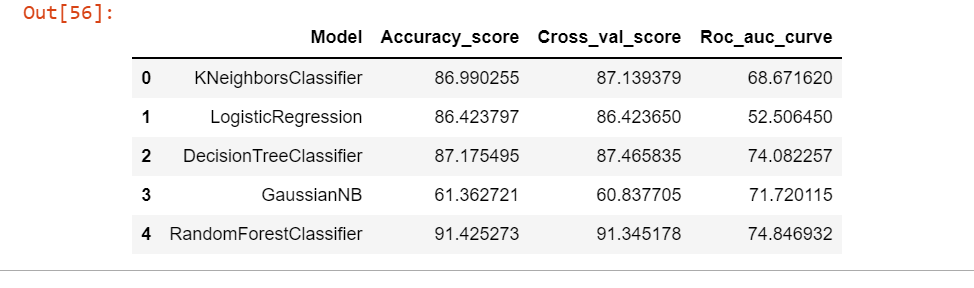 Out[56]:
Model Accuracy_score Cross_val_score Roc_auc_curve
0 KNeighborsClassifier 86.990255 87.139379 68.671620
1 LogisticRegression 86.423797 86.423650 52.506450
2 DecisionTreeClassifier 87.175495 87.465835 74.082257
3 GaussianNB 61.362721 60.837705 71.720115
4 RandomForestClassifier 91.425273 91.345178 74.846932